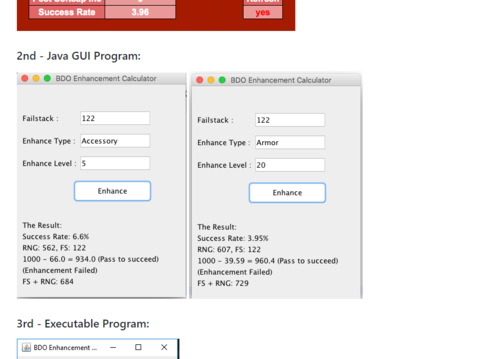 Success Rate 3.96 yes
2nd - Java GUI Program:
BDO Enhancement Calculator
Failstack : 122
Enhance Type : Accessory
Enhance Level : 5
Enhance
The Result:
Success Rate: 6.6%
RNG: 562, FS: 122
1000 - 66.0 = 934.0 (Pass to succeed)
(Enhancement Failed)
FS + RNG: 684
BDO Enhancement Calculator
Failstack : 122
Enhance Type : Armor
Enhance Level : 20
Enhance
The Result:
Success Rate: 3.95%
RNG: 607, FS: 122
1000 - 39.59 = 960.4 (Pass to succeed)
(Enhancement Failed)
FS + RNG: 729
3rd - Executable Program:
BDO Enhancement ...